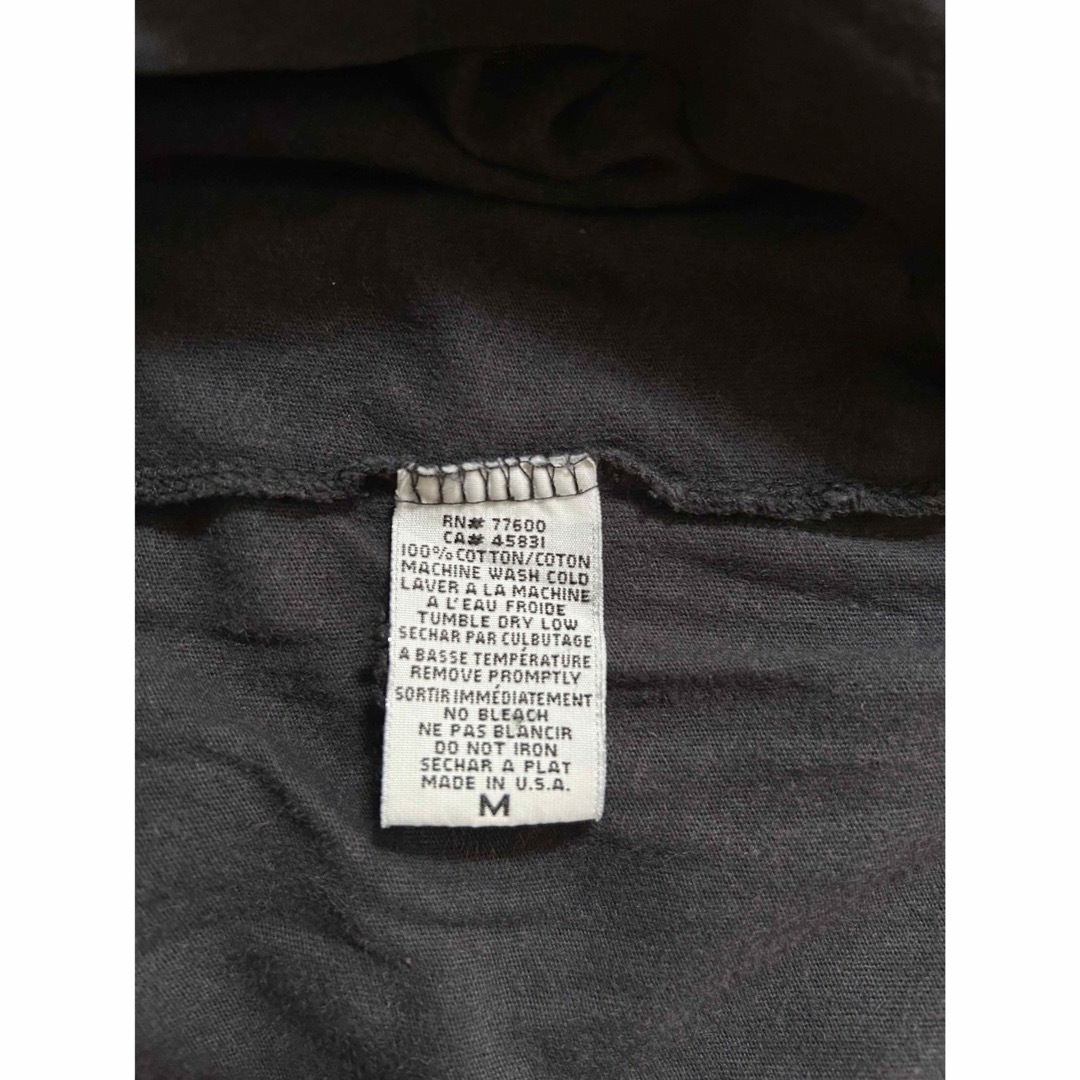 RN# 77600
CA# 45831
100% COTTON/COTON
MACHINE WASH COLD
LAVER A LA MACHINE
A L'EAU FROIDE
TUMBLE DRY LOW
SECHAR PAR CULBUTAGE
A BASSE TEMPÉRATURE
REMOVE PROMPTLY
SORTIR IMMÉDIATEMENT
NO BLEACH
NE PAS BLANCIR
DO NOT IRON
SECHAR A PLAT
MADE IN U.S.A.
M